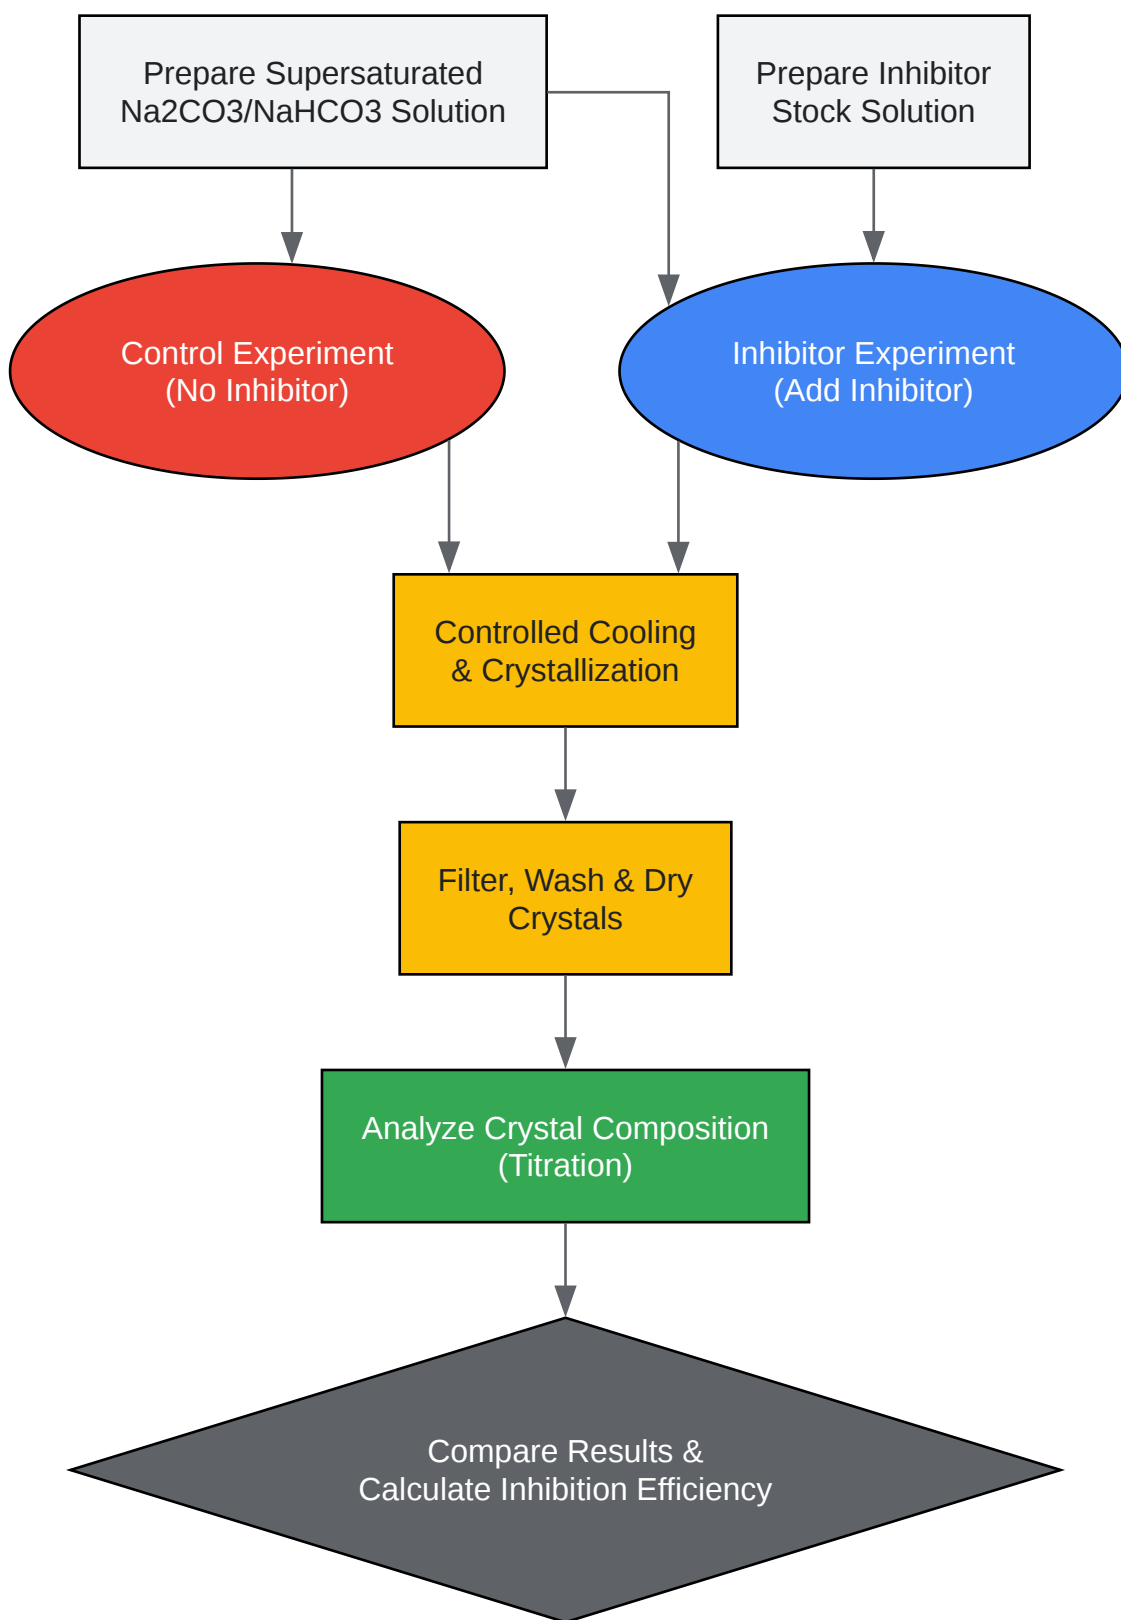 Prepare Supersaturated
Na2CO3/NaHCO3 Solution
Prepare Inhibitor
Stock Solution
Control Experiment
(No Inhibitor)
Inhibitor Experiment
(Add Inhibitor)
Controlled Cooling
& Crystallization
Filter, Wash & Dry
Crystals
Analyze Crystal Composition
(Titration)
Compare Results &
Calculate Inhibition Efficiency